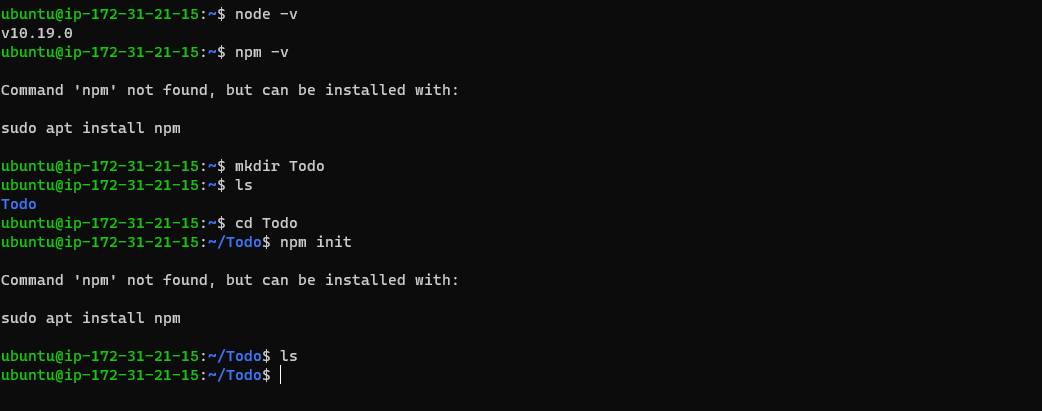 ubuntu@ip-172-31-21-15:~$ node -v
v10.19.0
ubuntu@ip-172-31-21-15:~$ npm -v
Command 'npm' not found, but can be installed with:
sudo apt install npm
ubuntu@ip-172-31-21-15:~$ mkdir Todo
ubuntu@ip-172-31-21-15:~$ ls
Todo
ubuntu@ip-172-31-21-15:~$ cd Todo
ubuntu@ip-172-31-21-15:~/Todo$ npm init
Command 'npm' not found, but can be installed with:
sudo apt install npm
ubuntu@ip-172-31-21-15:~/Todo$ ls
ubuntu@ip-172-31-21-15:~/Todo$